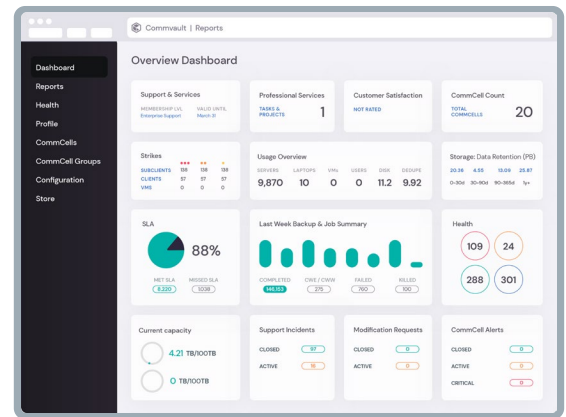 Commvault | Reports
Dashboard
Reports
Health
Profile
CommCells
CommCell Groups
Configuration
Store
Overview Dashboard
Support & Services
MEMBERSHIP LVL VALID UNTIL
Enterprise Support March 31
Professional Services
TASKS & PROJECTS 1
Customer Satisfaction
NOT RATED
CommCell Count
TOTAL COMMCELLS 20
Strikes
SUBCLIENTS 138 138 138
CLIENTS 57 57 57
VMS 0 0 0
Usage Overview
SERVERS LAPTOPS VMs USERS DISK DEDUPE
9,870 10 0 0 11.2 9.92
Storage: Data Retention (PB)
20.38 4.55 13.09 25.87
0-30d 30-90d 90-365d 1y+
SLA
88%
MET SLA MISSED SLA
8,220 1,038
Last Week Backup & Job Summary
COMPLETED CWE / CWW FAILED KILLED
146,153 275 760 100
Health
109 24
288 301
Current capacity
4.21 TB/100TB
0 TB/100TB
Support Incidents
CLOSED 97
ACTIVE 16
Modification Requests
CLOSED 0
ACTIVE 0
CommCell Alerts
CLOSED 0
ACTIVE 0
CRITICAL 0